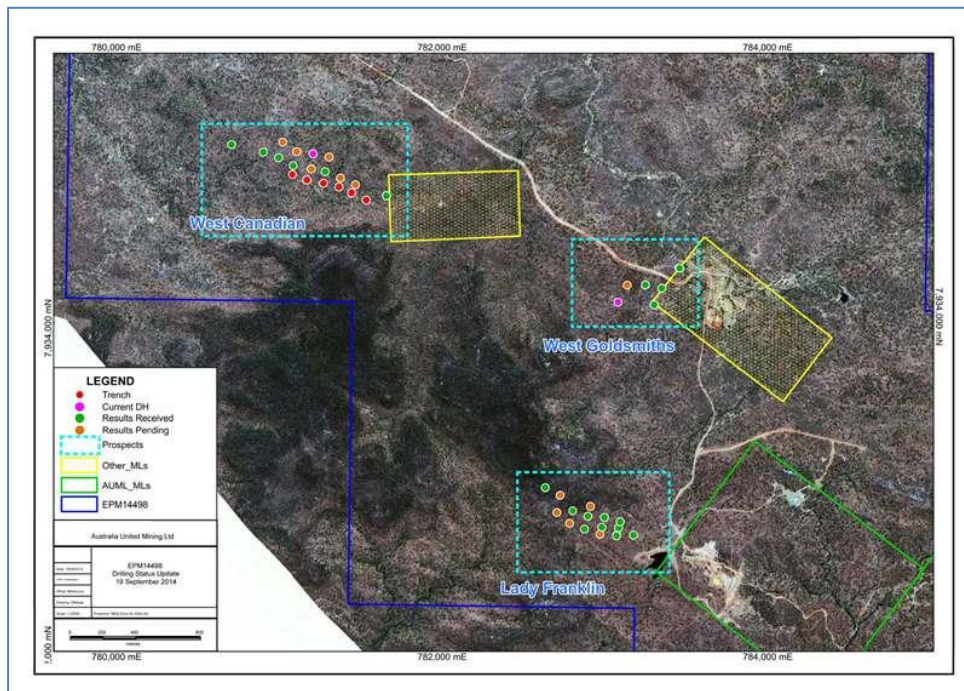 780,000 mE 782,000 mE 784,000 mE
West Canadian
7,934,000 mN
7,934,000 mN
West Goldsmiths
LEGEND
Trench
Current DH
Results Received
Results Pending
Prospects
Other_MLs
AUML_MLs
EPM14498
Australia United Mining Ltd
EPM14498
Drilling Status Update
19 September 2014
Lady Franklin
metres
780,000 mE 782,000 mE 784,000 mE